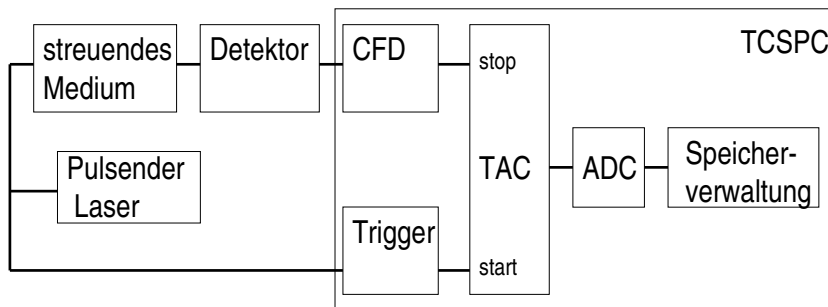 streuendes
Medium
Detektor
CFD
stop
TCSPC
Pulsender
Laser
TAC
ADC
Speicher-
verwaltung
Trigger
start